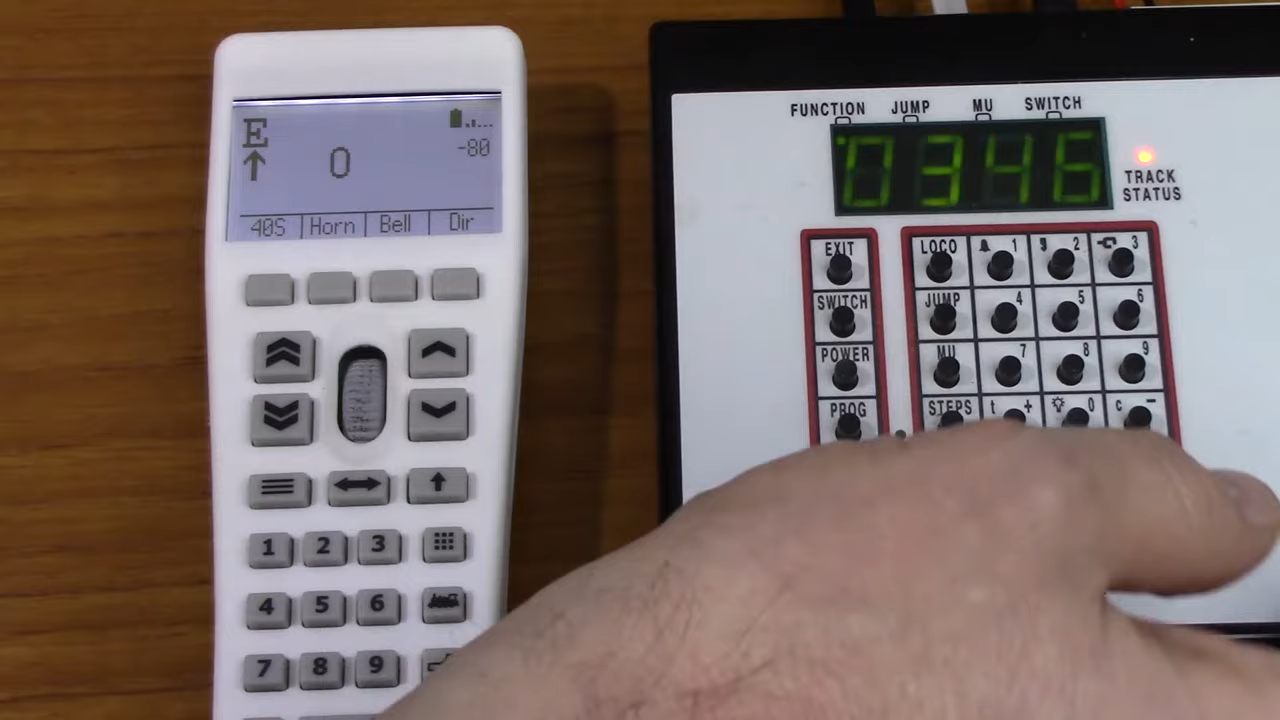 E
0
-80
40S Horn Bell Dir
1 2 3
4 5 6
7 8 9
FUNCTION JUMP MU SWITCH
0346
TRACK
STATUS
EXIT
SWITCH
POWER
PROG
LOCO 1 2 3
JUMP 4 5 6
MU 7 8 9
STEPS t + 0 c -